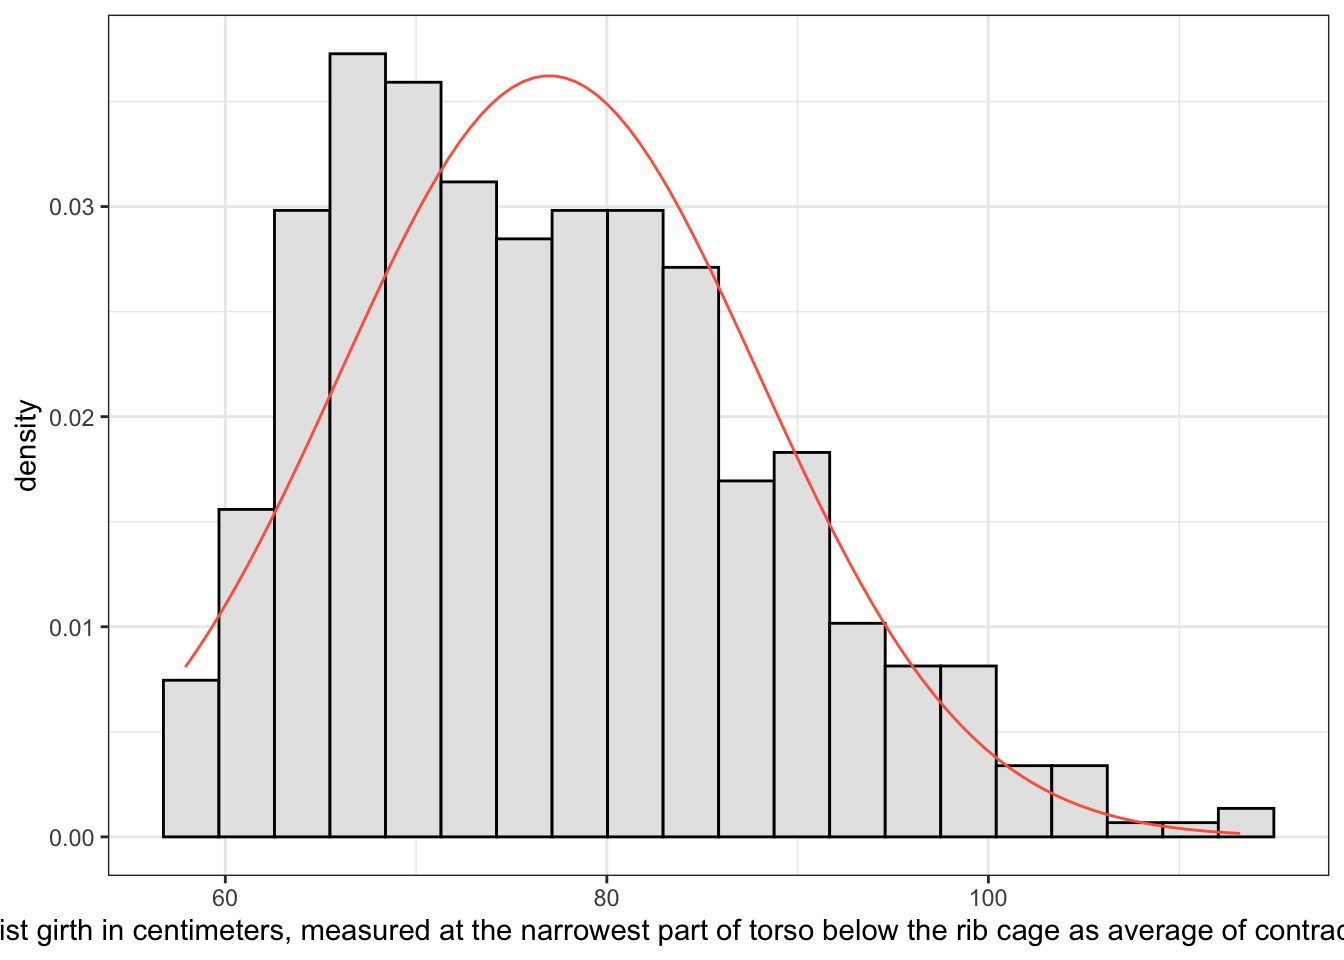 density
0.03
0.02
0.01
0.00
60 80 100
ist girth in centimeters, measured at the narrowest part of torso below the rib cage as average of contrac